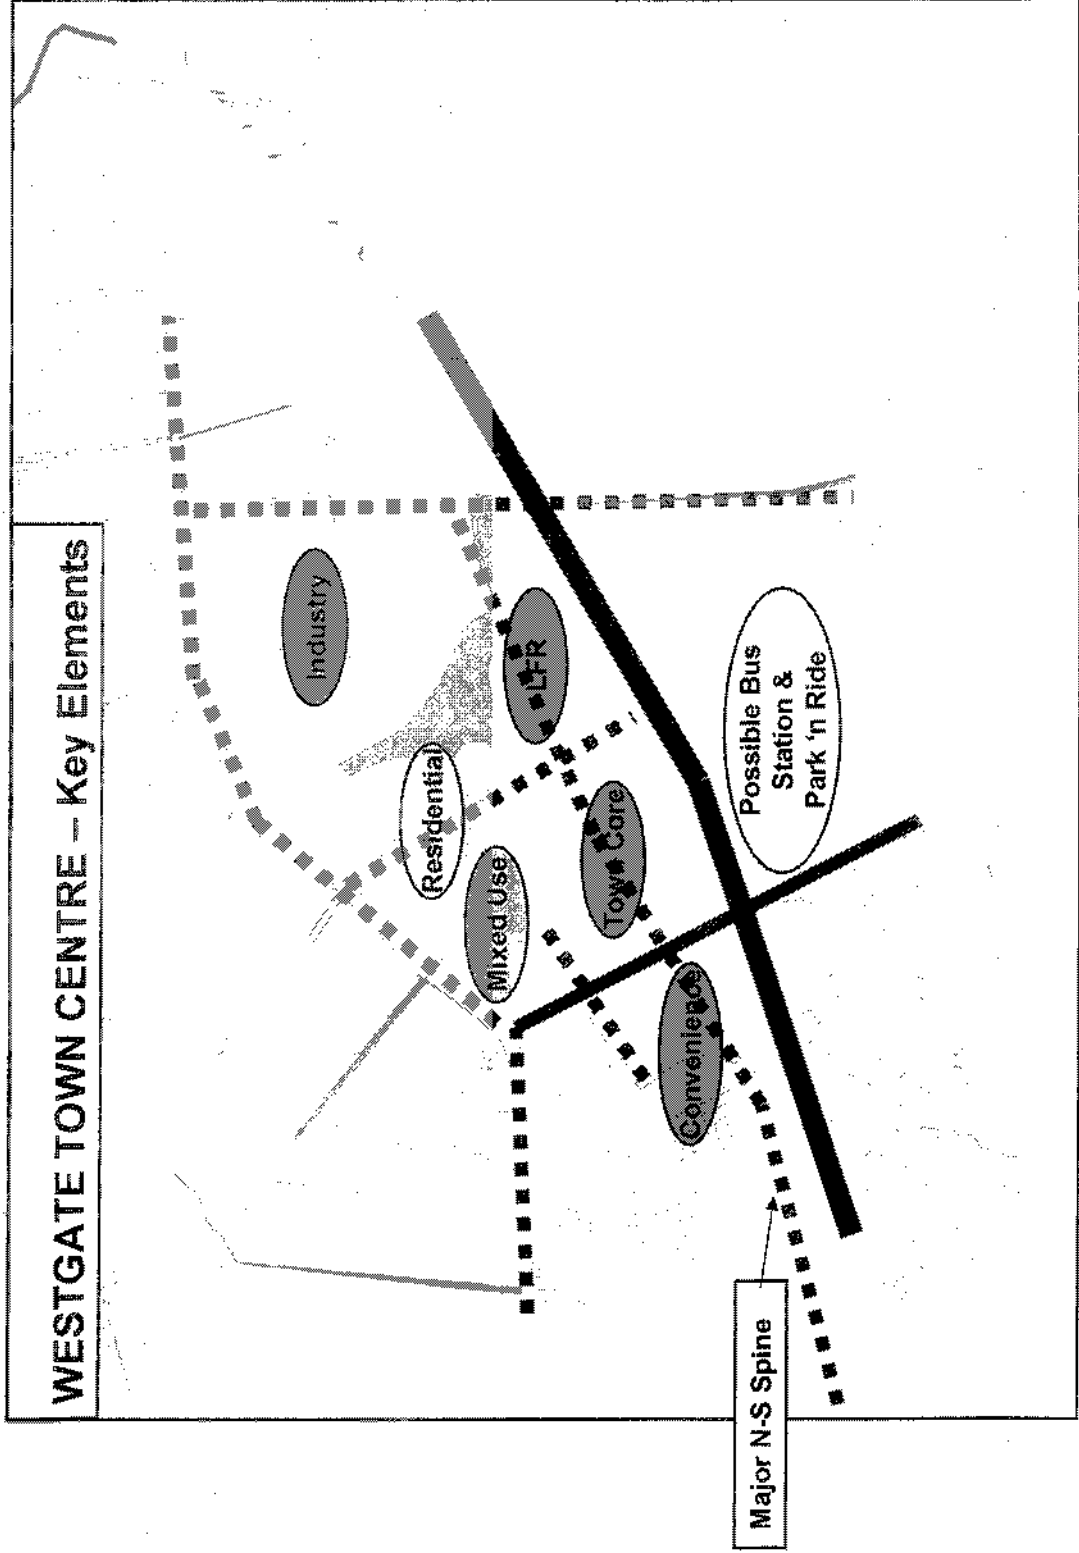 WESTGATE TOWN CENTRE – Key Elements
Industry
Residential
Mixed Use
LFR
Town Core
Convenience
Possible Bus
Station &
Park 'n Ride
Major N-S Spine